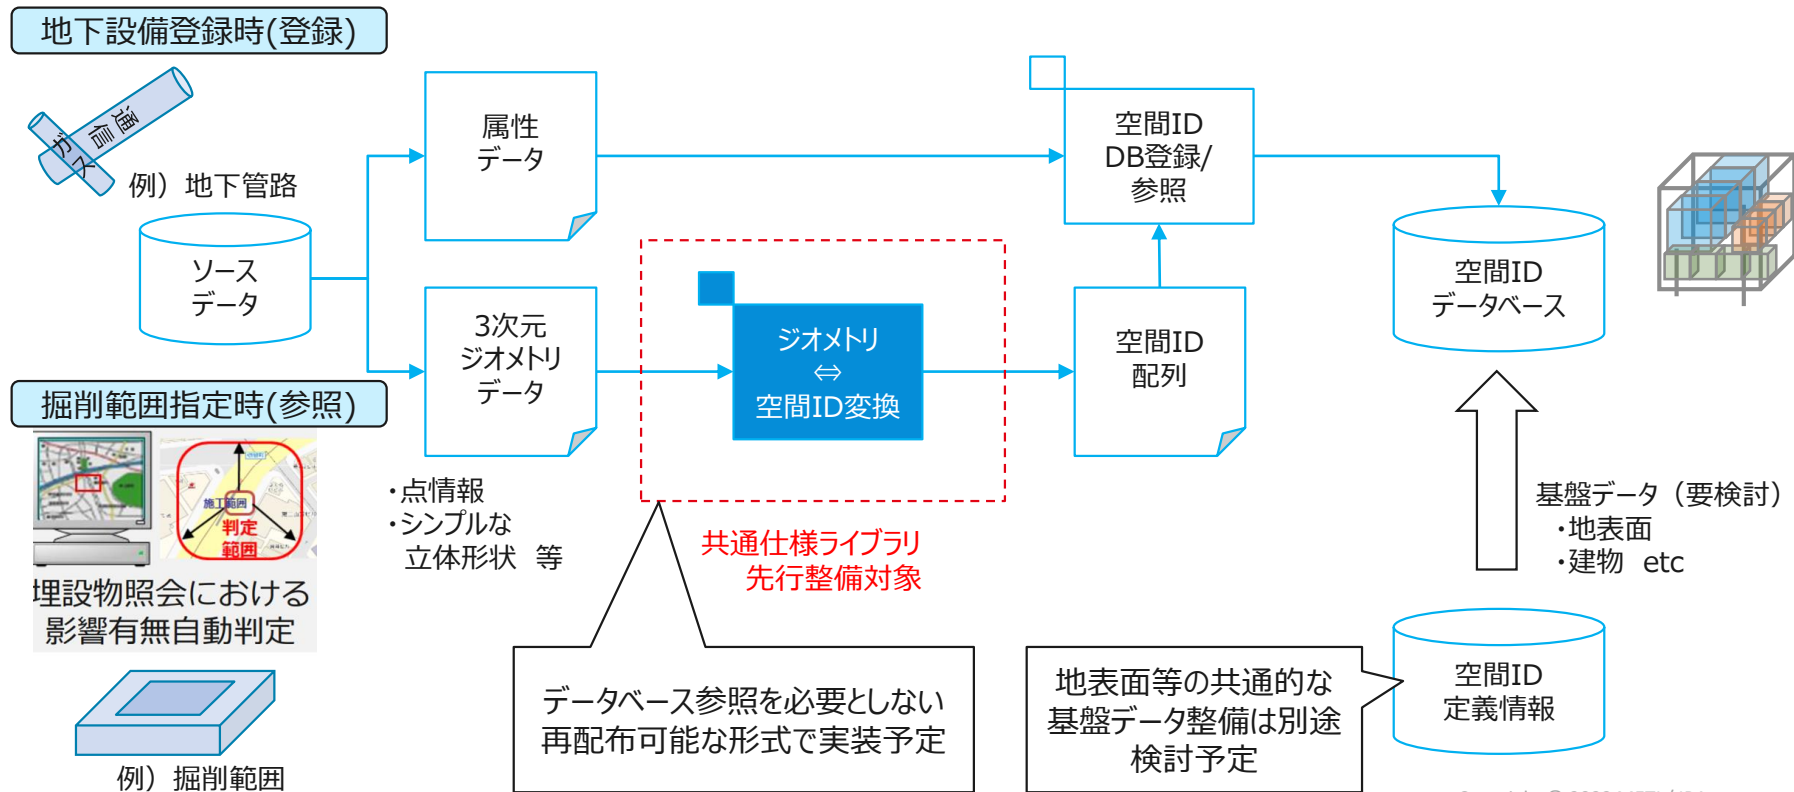 地下設備登録時(登録)
通信
ガス
例）地下管路
ソース
データ
属性
データ
3次元
ジオメトリ
データ
・点情報
・シンプルな
立体形状 等
ジオメトリ
⇔
空間ID変換
共通仕様ライブラリ
先行整備対象
データベース参照を必要としない
再配布可能な形式で実装予定
空間ID
DB登録/
参照
空間ID
配列
空間ID
データベース
基盤データ（要検討）
・地表面
・建物 etc
空間ID
定義情報
地表面等の共通的な
基盤データ整備は別途
検討予定
掘削範囲指定時(参照)
施工範囲
判定
範囲
埋設物照会における
影響有無自動判定
例）掘削範囲